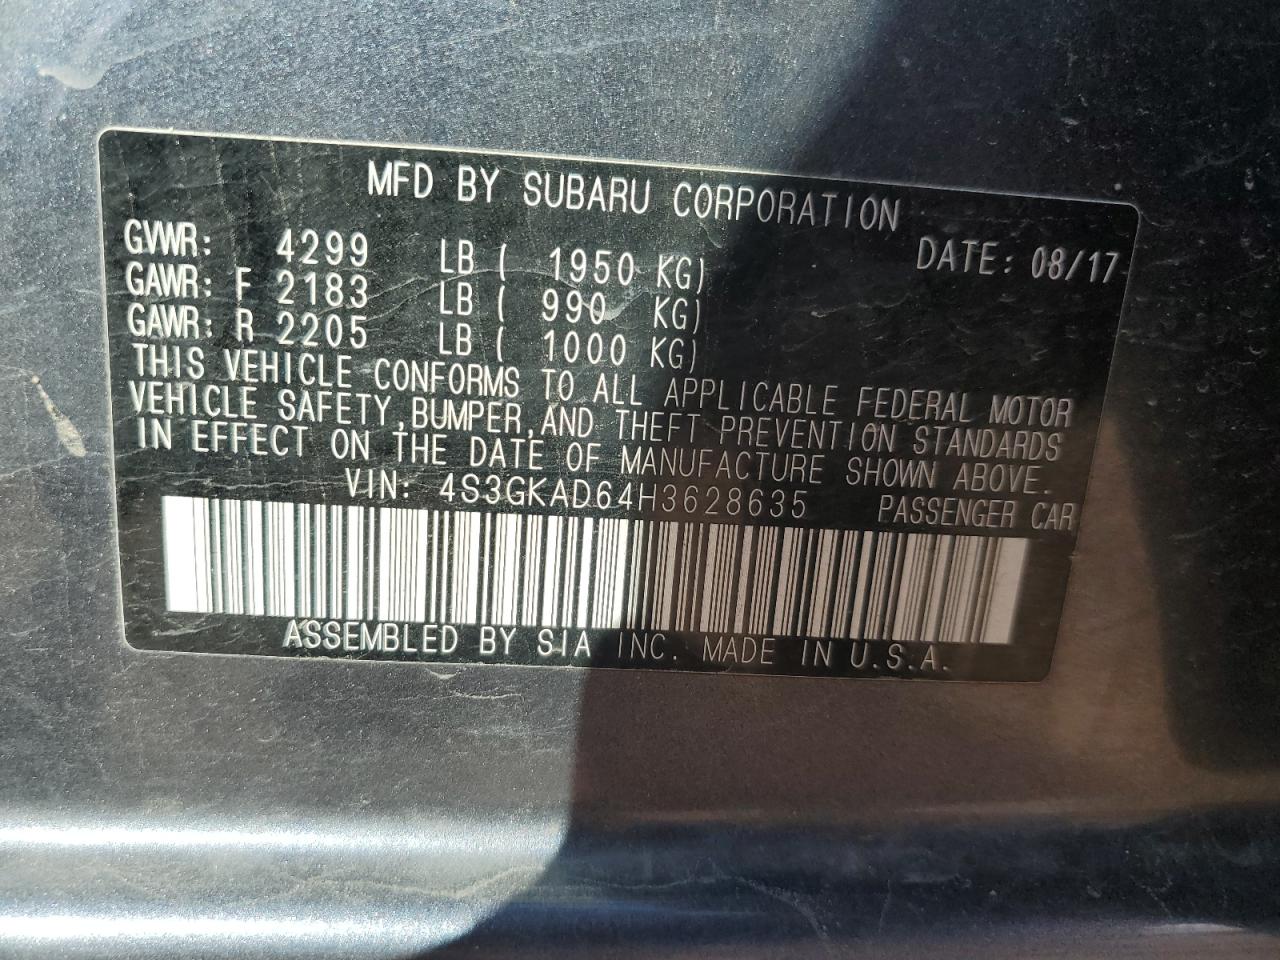 MFD BY SUBARU CORPORATION
GVWR: 4299 LB ( 1950 KG) DATE: 08/17
GAWR: F 2183 LB ( 990 KG)
GAWR: R 2205 LB ( 1000 KG)
THIS VEHICLE CONFORMS TO ALL APPLICABLE FEDERAL MOTOR
VEHICLE SAFETY,BUMPER,AND THEFT PREVENTION STANDARDS
IN EFFECT ON THE DATE OF MANUFACTURE SHOWN ABOVE.
VIN: 4S3GKAD64H3628635 PASSENGER CAR
ASSEMBLED BY SIA INC. MADE IN U.S.A.